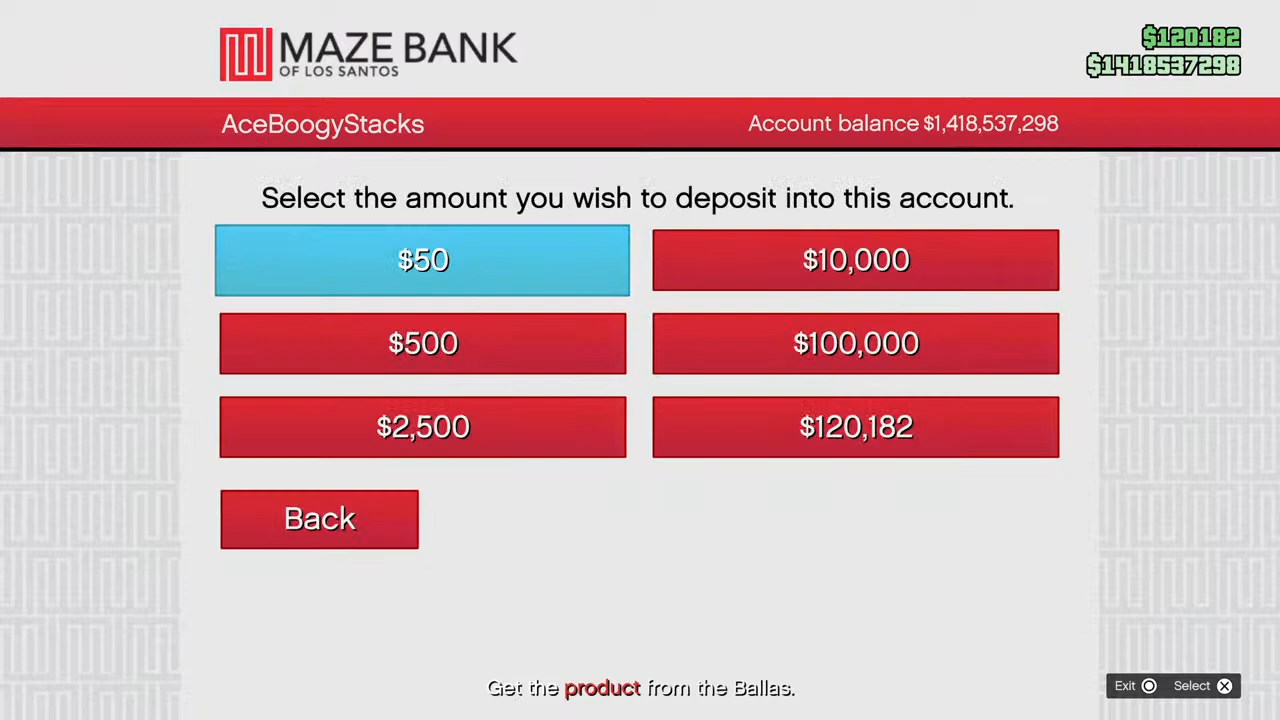 MAZE BANK
OF LOS SANTOS
$120182
$1418537298
AceBoogyStacks
Account balance $1,418,537,298
Select the amount you wish to deposit into this account.
$50
$10,000
$500
$100,000
$2,500
$120,182
Back
Get the product from the Ballas.
Exit
Select